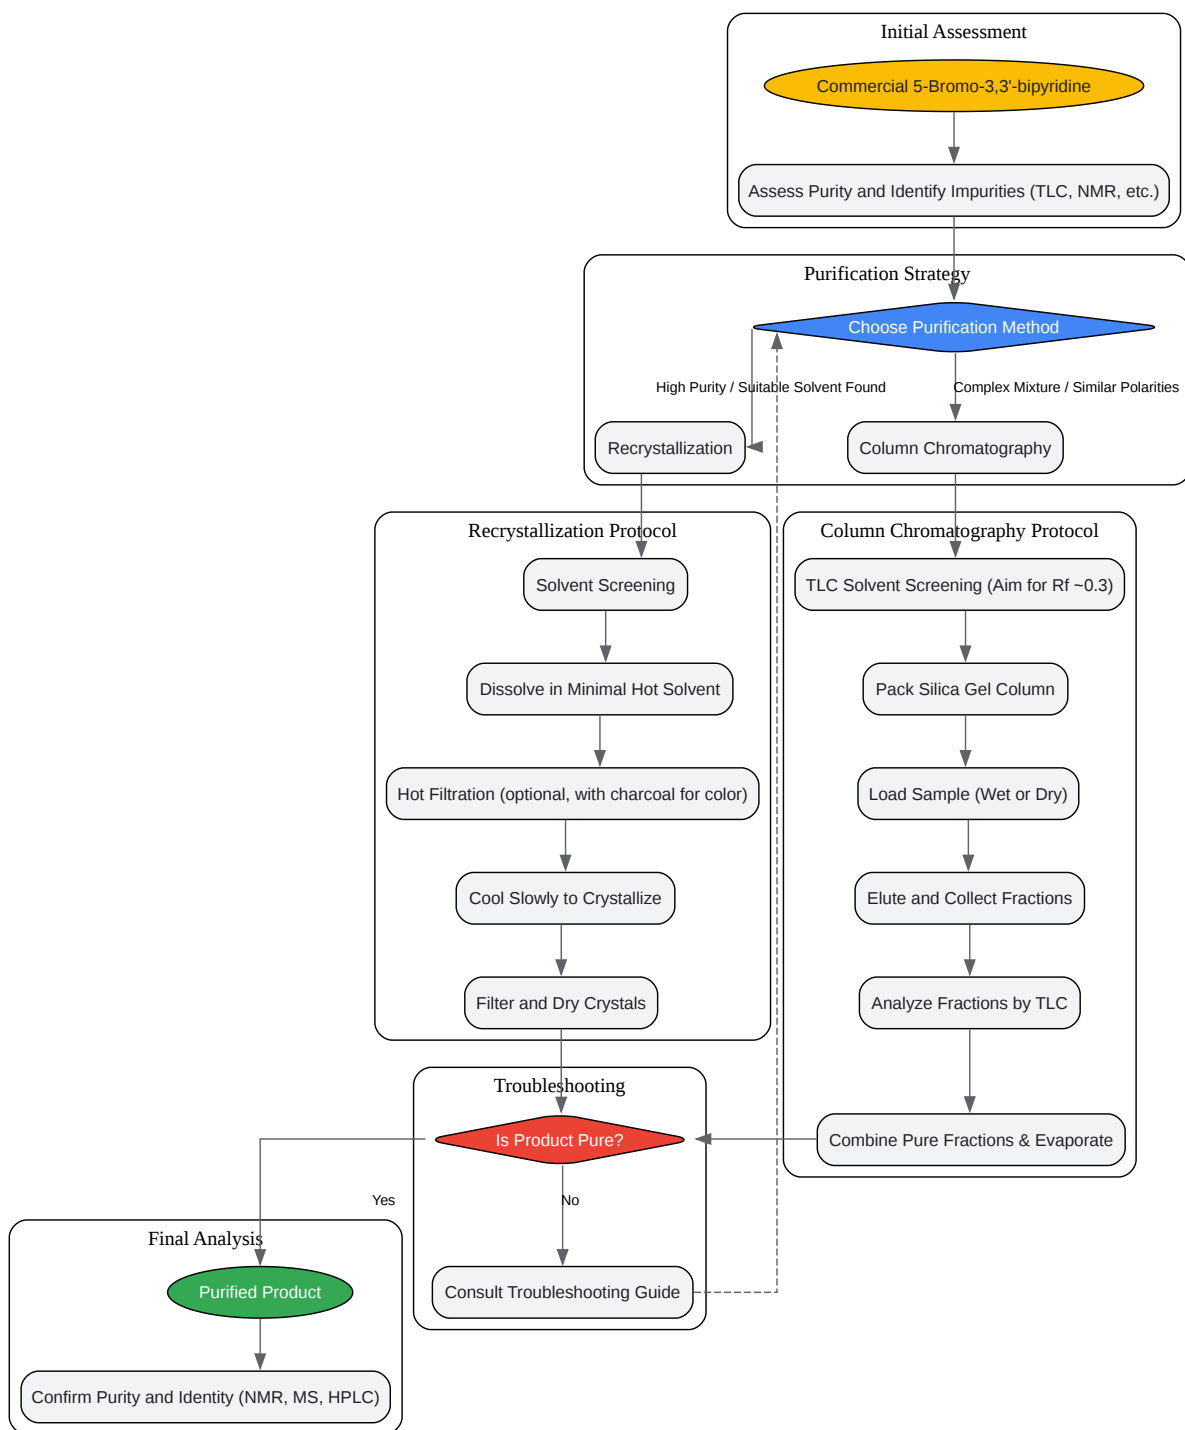 Initial Assessment
Commercial 5-Bromo-3,3'-bipyridine
Assess Purity and Identify Impurities (TLC, NMR, etc.)
Purification Strategy
Choose Purification Method
High Purity / Suitable Solvent Found
Complex Mixture / Similar Polarities
Recrystallization
Column Chromatography
Recrystallization Protocol
Solvent Screening
Dissolve in Minimal Hot Solvent
Hot Filtration (optional, with charcoal for color)
Cool Slowly to Crystallize
Filter and Dry Crystals
Column Chromatography Protocol
TLC Solvent Screening (Aim for Rf ~0.3)
Pack Silica Gel Column
Load Sample (Wet or Dry)
Elute and Collect Fractions
Analyze Fractions by TLC
Combine Pure Fractions & Evaporate
Troubleshooting
Is Product Pure?
Yes
No
Consult Troubleshooting Guide
Final Analysis
Purified Product
Confirm Purity and Identity (NMR, MS, HPLC)